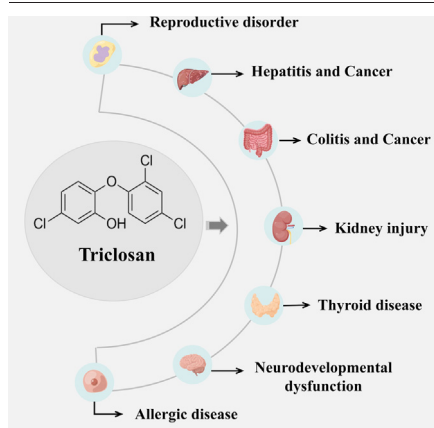 Reproductive disorder
Hepatitis and Cancer
Colitis and Cancer
Cl
O
Cl
OH
Cl
Kidney injury
Triclosan
Thyroid disease
Neurodevelopmental
dysfunction
Allergic disease